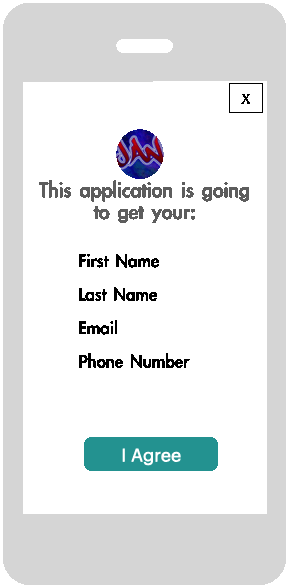 X
JAN
This application is going
to get your:
First Name
Last Name
Email
Phone Number
I Agree